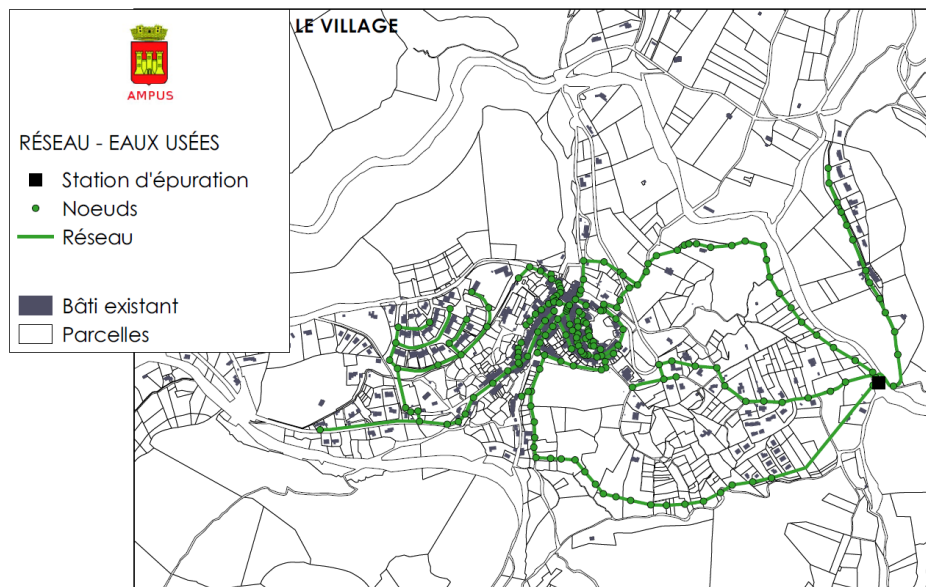 LE VILLAGE
AMPUS
RÉSEAU - EAUX USÉES
Station d'épuration
Noeuds
Réseau
Bâti existant
Parcelles